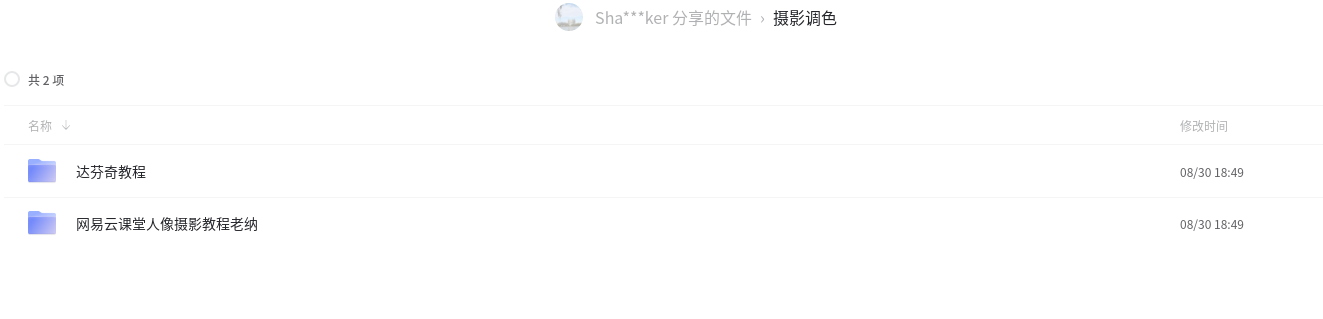 Sha***ker 分享的文件 › 摄影调色
共 2 项
名称 ↓ 修改时间
达芬奇教程 08/30 18:49
网易云课堂人像摄影教程老纳 08/30 18:49